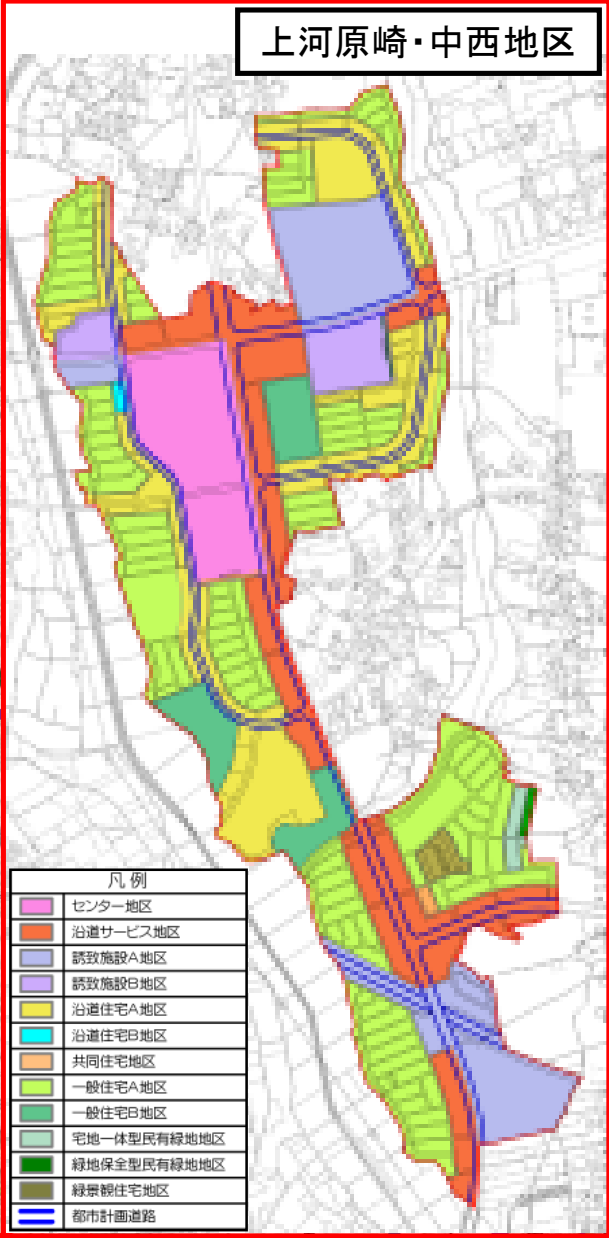 上河原崎・中西地区
凡例
センター地区
沿道サービス地区
誘致施設A地区
誘致施設B地区
沿道住宅A地区
沿道住宅B地区
共同住宅地区
一般住宅A地区
一般住宅B地区
宅地一体型民有緑地地区
緑地保全型民有緑地地区
緑景観住宅地区
都市計画道路